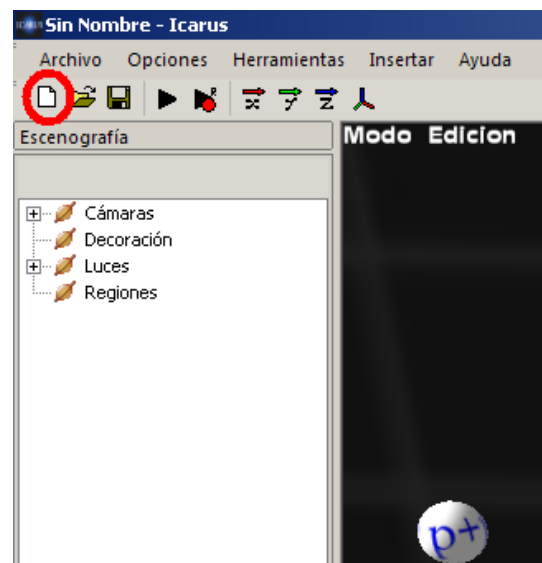 Sin Nombre - Icarus
Archivo Opciones Herramientas Insertar Ayuda
x y z
Escenografía
Modo Edicion
Cámaras
Decoración
Luces
Regiones
p+